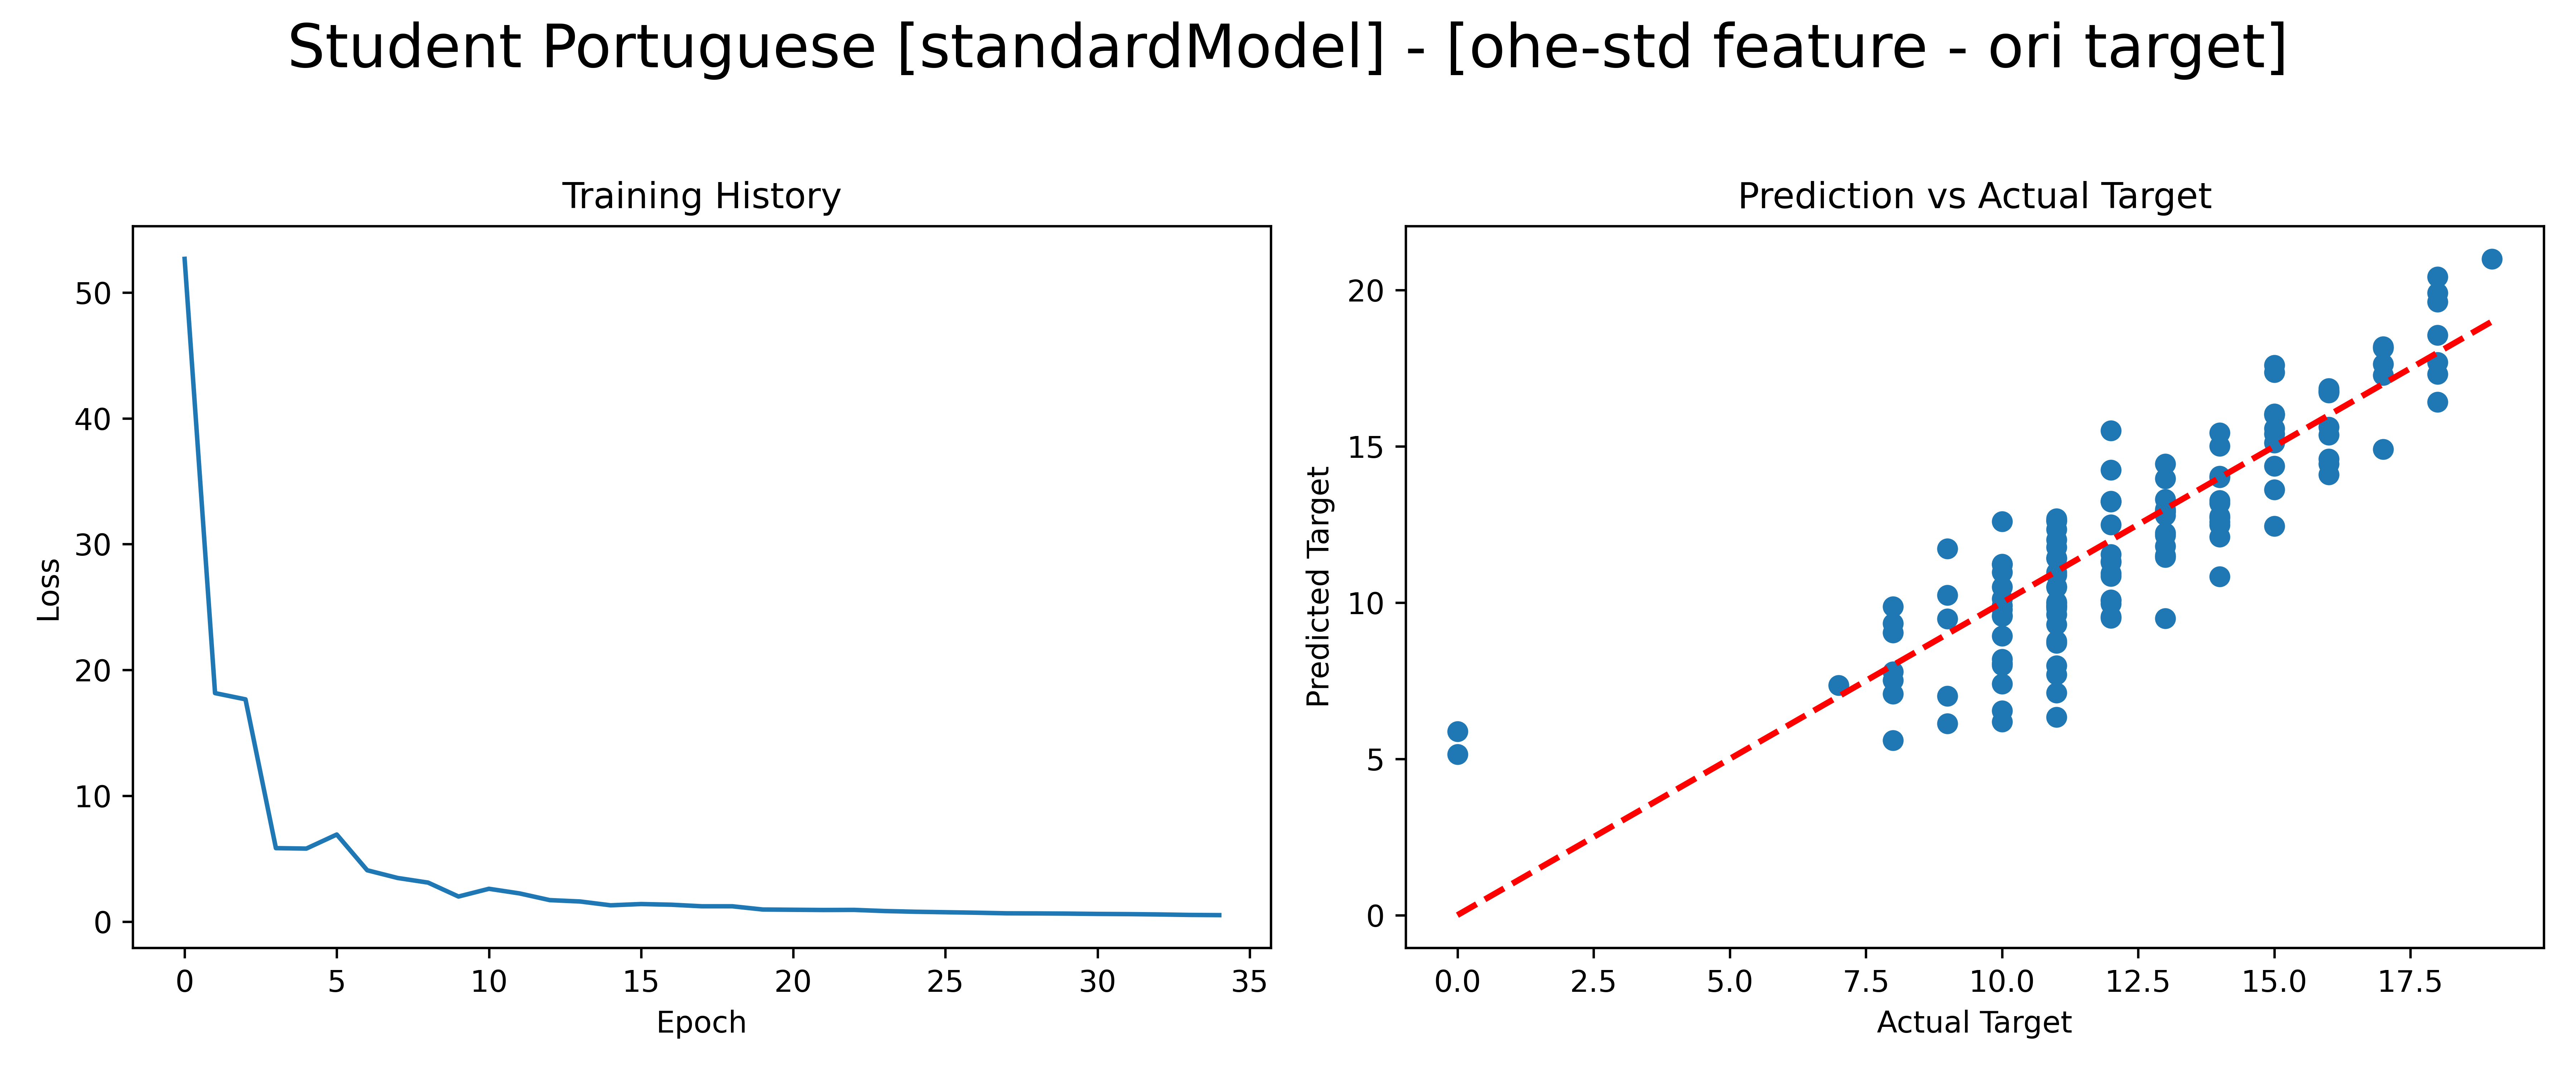 Student Portuguese [standardModel] - [ohe-std feature - ori target]
Training History
50
40
30
20
10
0
Loss
0 5 10 15 20 25 30 35
Epoch
Prediction vs Actual Target
20
15
10
5
0
Predicted Target
0.0 2.5 5.0 7.5 10.0 12.5 15.0 17.5
Actual Target